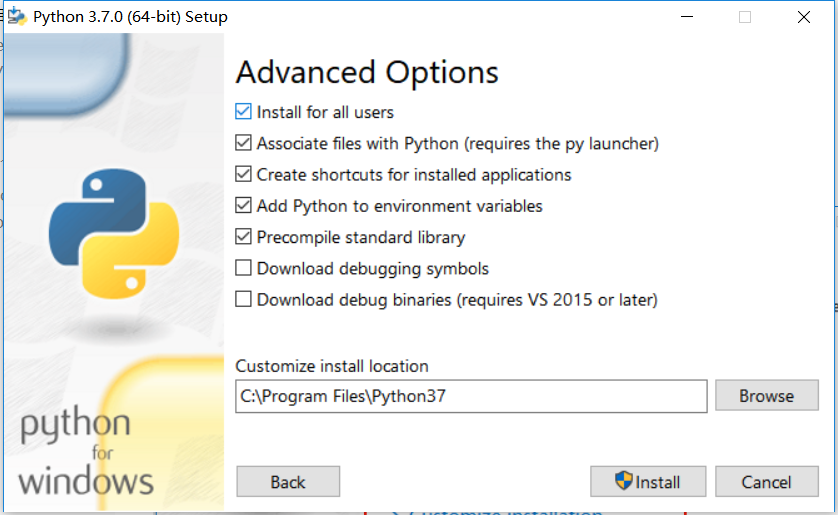 Python 3.7.0 (64-bit) Setup
Advanced Options
Install for all users
Associate files with Python (requires the py launcher)
Create shortcuts for installed applications
Add Python to environment variables
Precompile standard library
Download debugging symbols
Download debug binaries (requires VS 2015 or later)
Customize install location
C:\Program Files\Python37
Browse
python
for
windows
Back
Install
Cancel
Customize installation